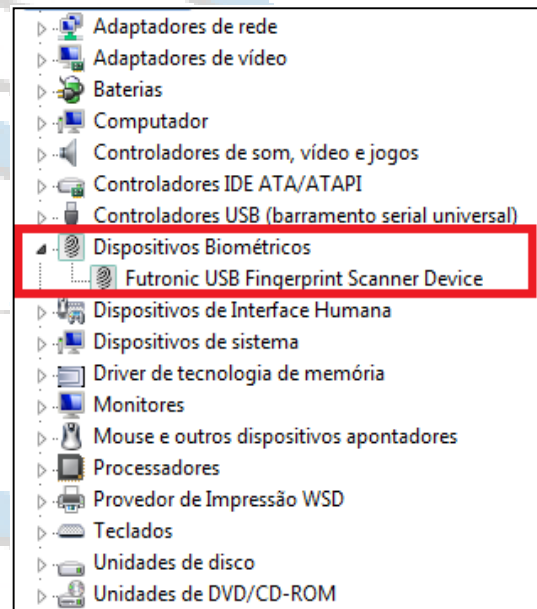 Adaptadores de rede
Adaptadores de vídeo
Baterias
Computador
Controladores de som, vídeo e jogos
Controladores IDE ATA/ATAPI
Controladores USB (barramento serial universal)
Dispositivos Biométricos
Futronic USB Fingerprint Scanner Device
Dispositivos de Interface Humana
Dispositivos de sistema
Driver de tecnologia de memória
Monitores
Mouse e outros dispositivos apontadores
Processadores
Provedor de Impressão WSD
Teclados
Unidades de disco
Unidades de DVD/CD-ROM